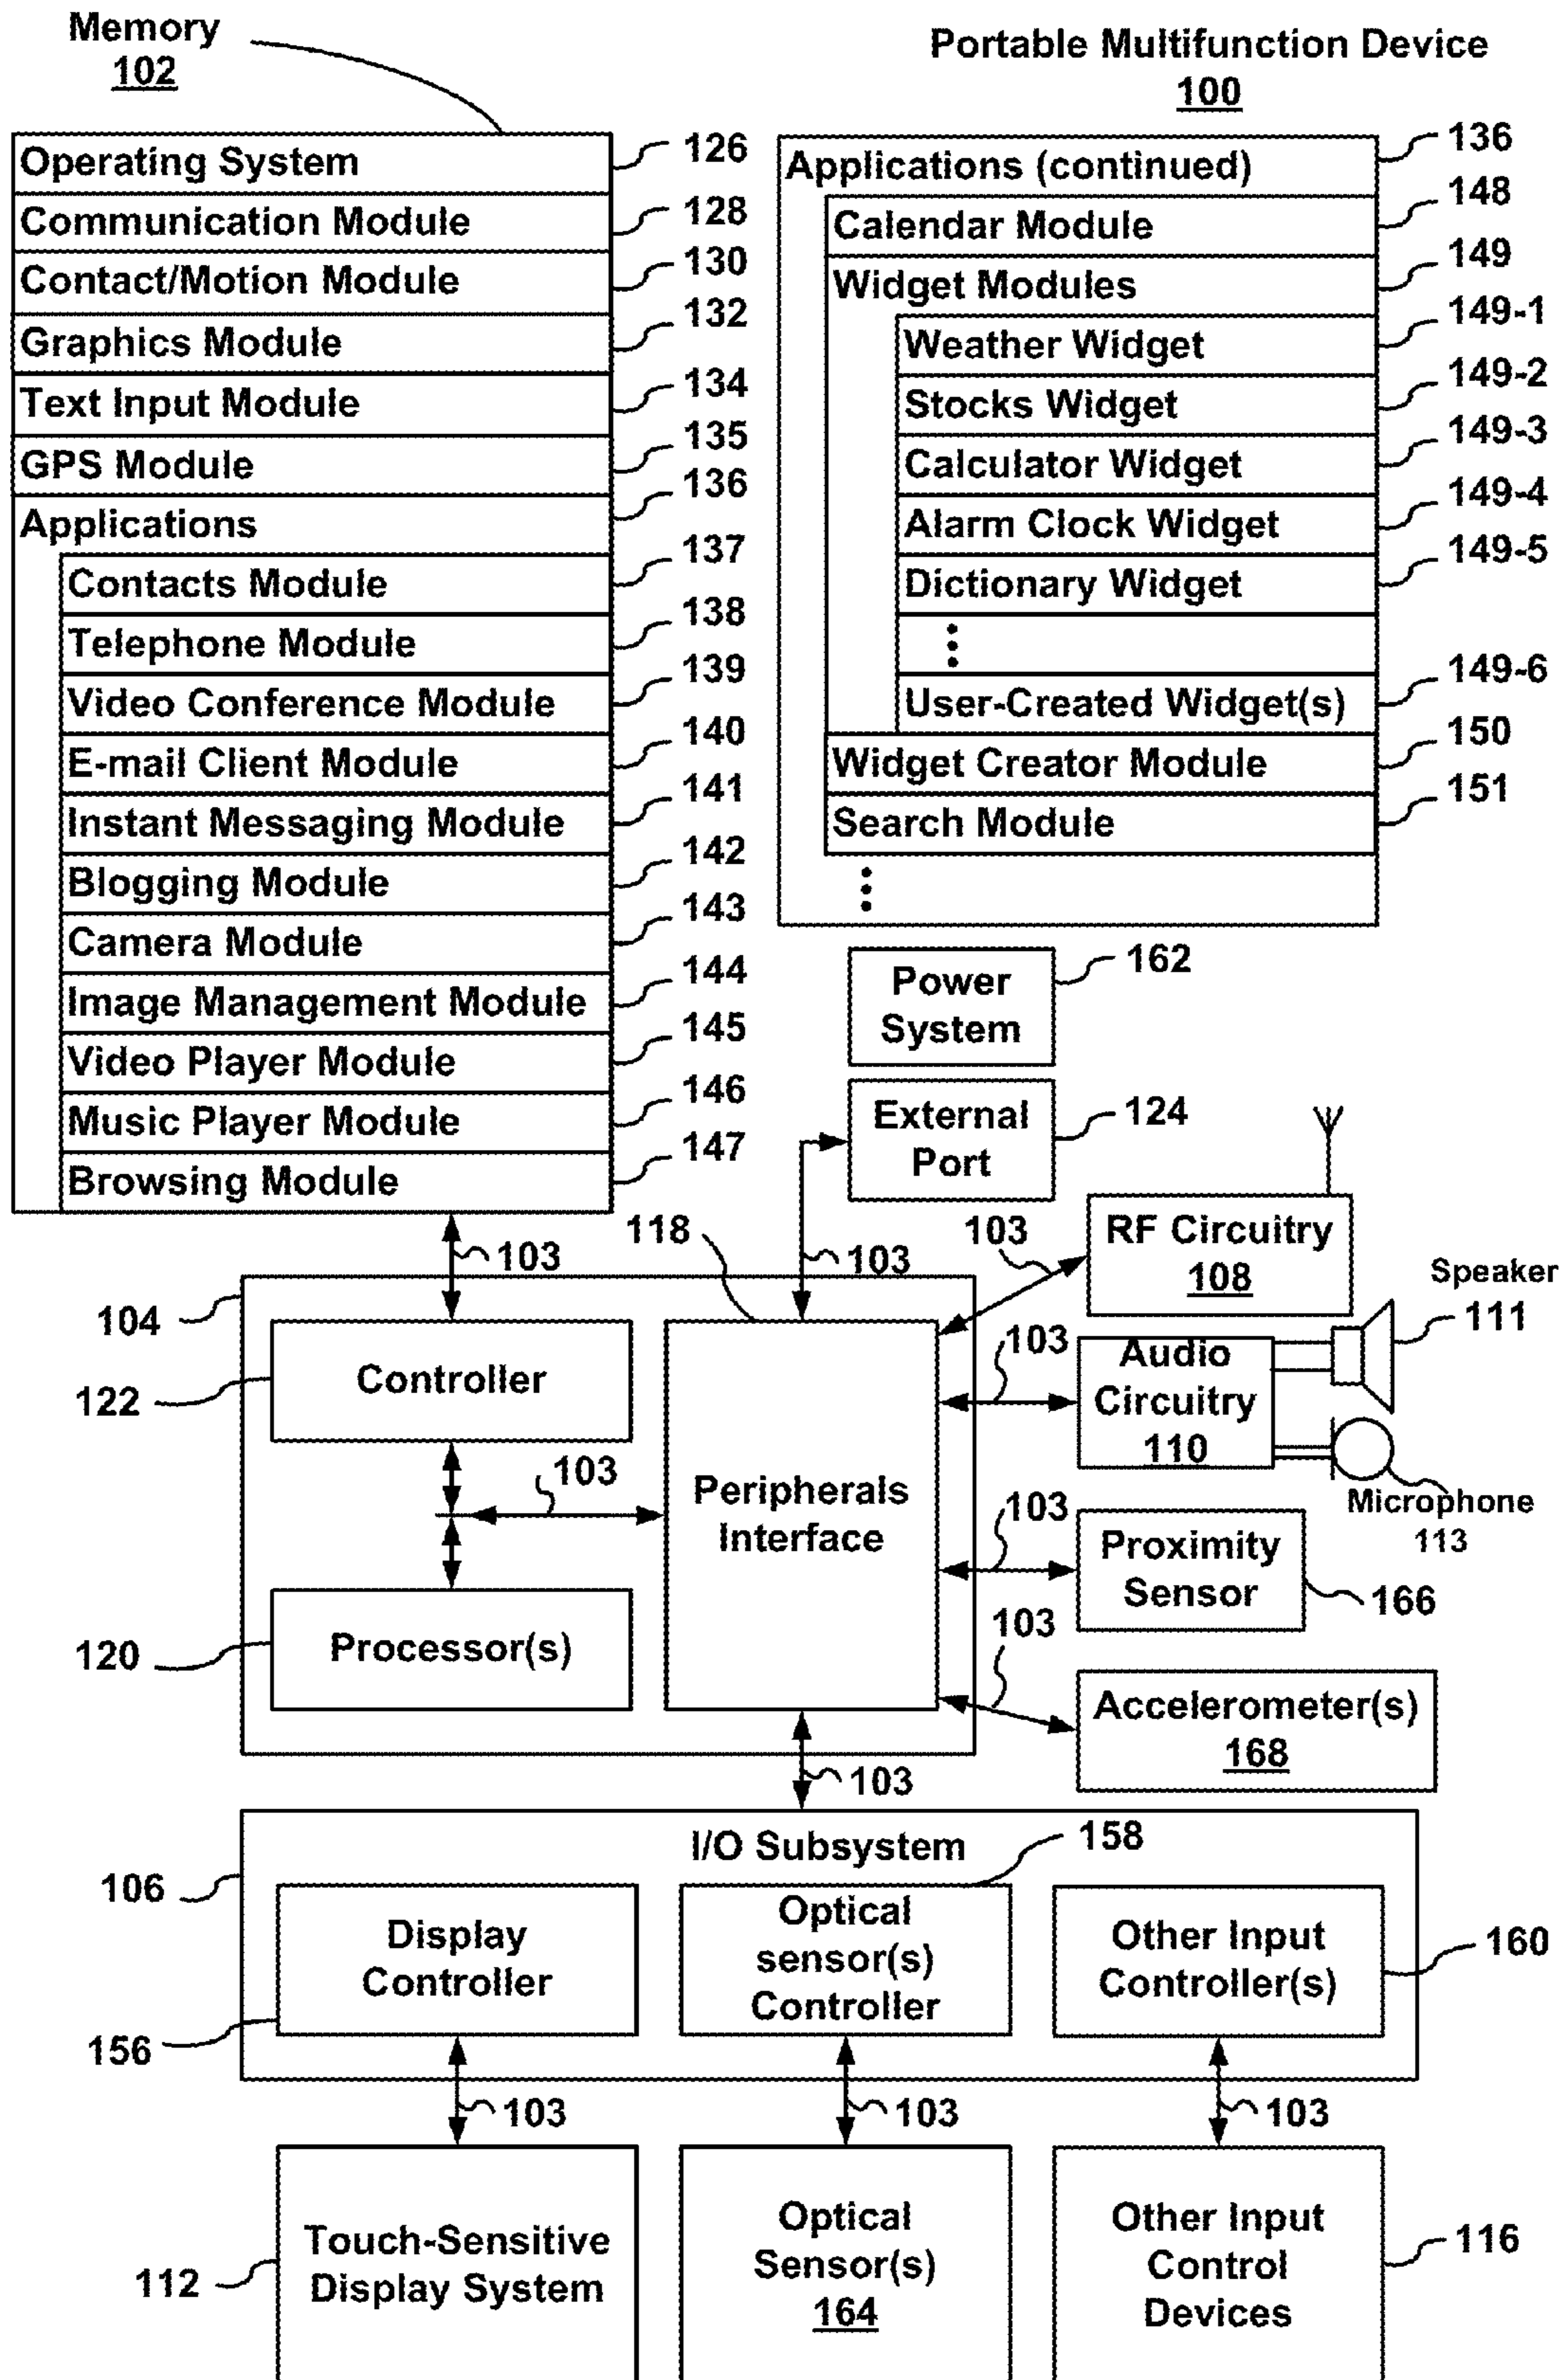 Memory
102
Portable Multifunction Device
100
Operating System
126
Communication Module
128
Contact/Motion Module
130
Graphics Module
132
Text Input Module
134
GPS Module
135
Applications
136
Contacts Module
137
Telephone Module
138
Video Conference Module
139
E-mail Client Module
140
Instant Messaging Module
141
Blogging Module
142
Camera Module
143
Image Management Module
144
Video Player Module
145
Music Player Module
146
Browsing Module
147
Applications (continued)
136
Calendar Module
148
Widget Modules
149
Weather Widget
149-1
Stocks Widget
149-2
Calculator Widget
149-3
Alarm Clock Widget
149-4
Dictionary Widget
149-5
User-Created Widget(s)
149-6
Widget Creator Module
150
Search Module
151
Power
System
162
External
Port
124
103
118
103
103
RF Circuitry
108
Speaker
111
104
Controller
122
103
Audio
Circuitry
110
Microphone
113
103
Peripherals
Interface
103
Proximity
Sensor
166
Processor(s)
120
103
Accelerometer(s)
168
103
I/O Subsystem
106
158
Display
Controller
156
Optical
sensor(s)
Controller
Other Input
Controller(s)
160
103
103
103
Touch-Sensitive
Display System
112
Optical
Sensor(s)
164
Other Input
Control
Devices
116